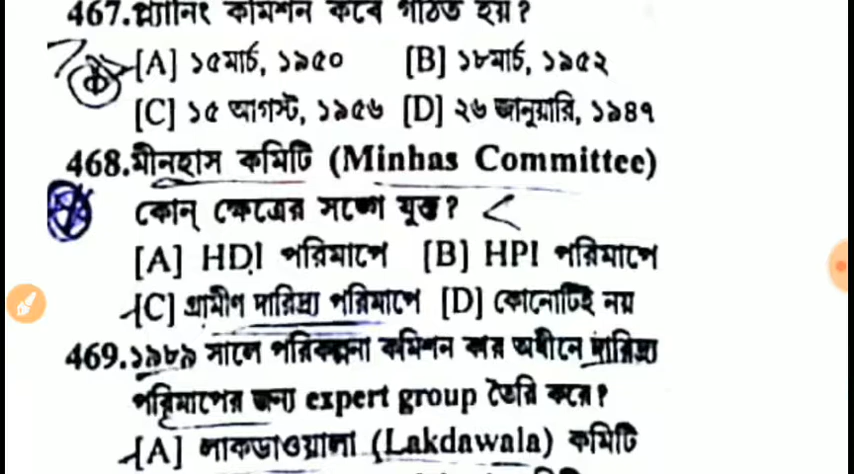 467.প্ল্যানিং কমিশন কবে গঠিত হয়?
[A] ১৫মার্চ, ১৯৫০ [B] ১৮মার্চ, ১৯৫২
[C] ১৫ আগস্ট, ১৯৫৬ [D] ২৬ জানুয়ারি, ১৯৪৭
468.মীনহাস কমিটি (Minhas Committee)
কোন্ ক্ষেত্রের সঙ্গে যুক্ত?
[A] HDI পরিমাপে [B] HPI পরিমাপে
[C] গ্রামীণ দারিদ্র্য পরিমাপে [D] কোনোটিই নয়
469.১৯৮৯ সালে পরিকল্পনা কমিশন কার অধীনে দারিদ্র্য
পরিমাপের জন্য expert group তৈরি করে?
[A] লাকডাওয়ালা (Lakdawala) কমিটি